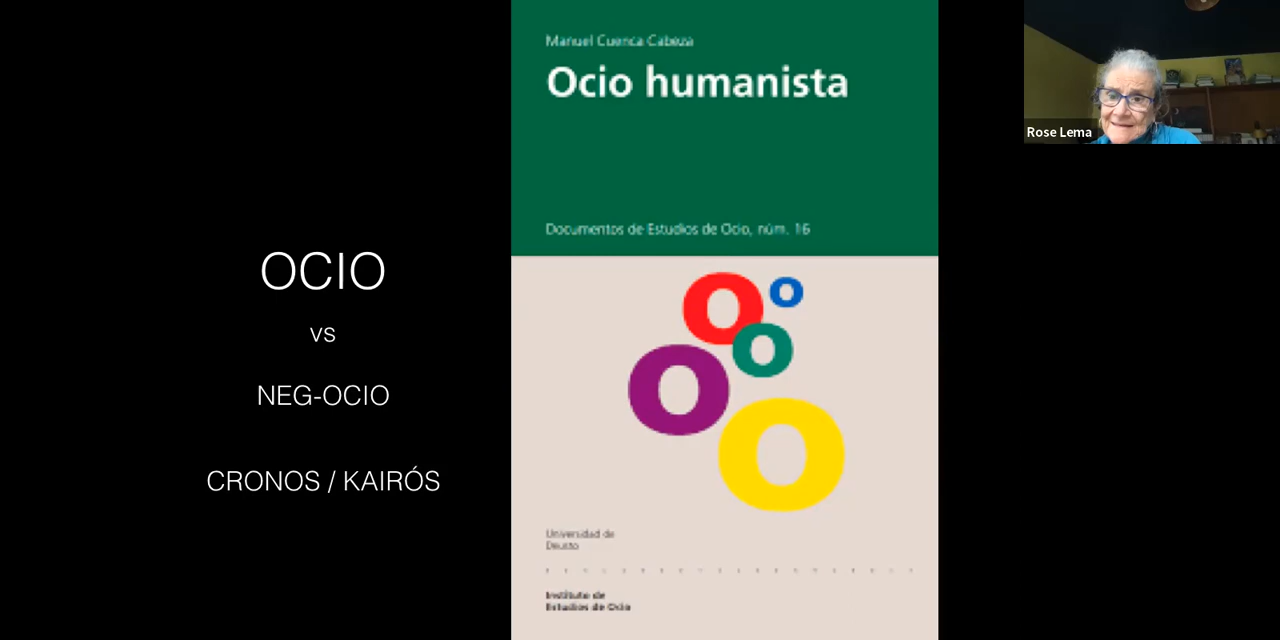 OCIO
vs
NEG-OCIO
CRONOS / KAIRÓS
Manuel Cuenca Cabeza
Ocio humanista
Documentos de Estudios de Ocio, núm. 16
o
o
o
o
o
Universidad de
Deusto
Instituto de
Estudios de Ocio
Rose Lema